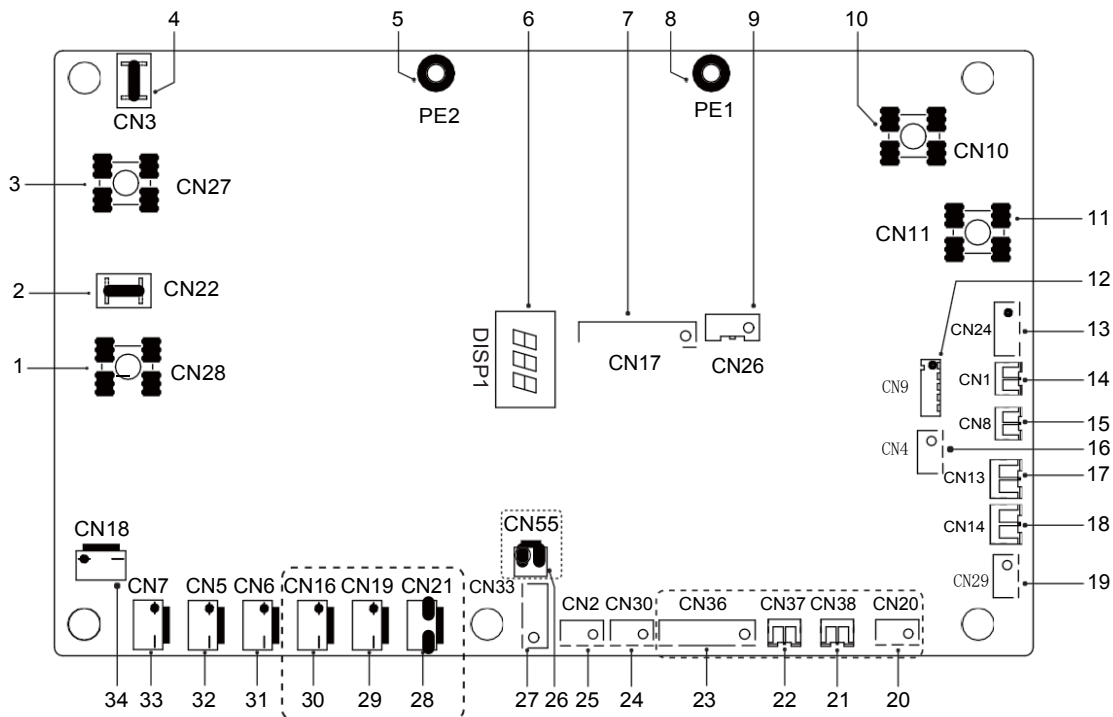 4 5 6 7 8 9 10
CN3
PE2
PE1
CN10
3
CN27
CN11
11
2
CN22
12
DISP1
CN17
CN26
CN24
13
1
CN28
CN9
CN1
14
CN8
15
CN4
16
CN13
17
CN18
CN55
CN14
18
CN7 CN5 CN6 CN16 CN19 CN21 CN33
CN2 CN30 CN36 CN37 CN38 CN20
CN29
19
34 33 32 31 30 29 28 27 26 25 24 23 22 21 20